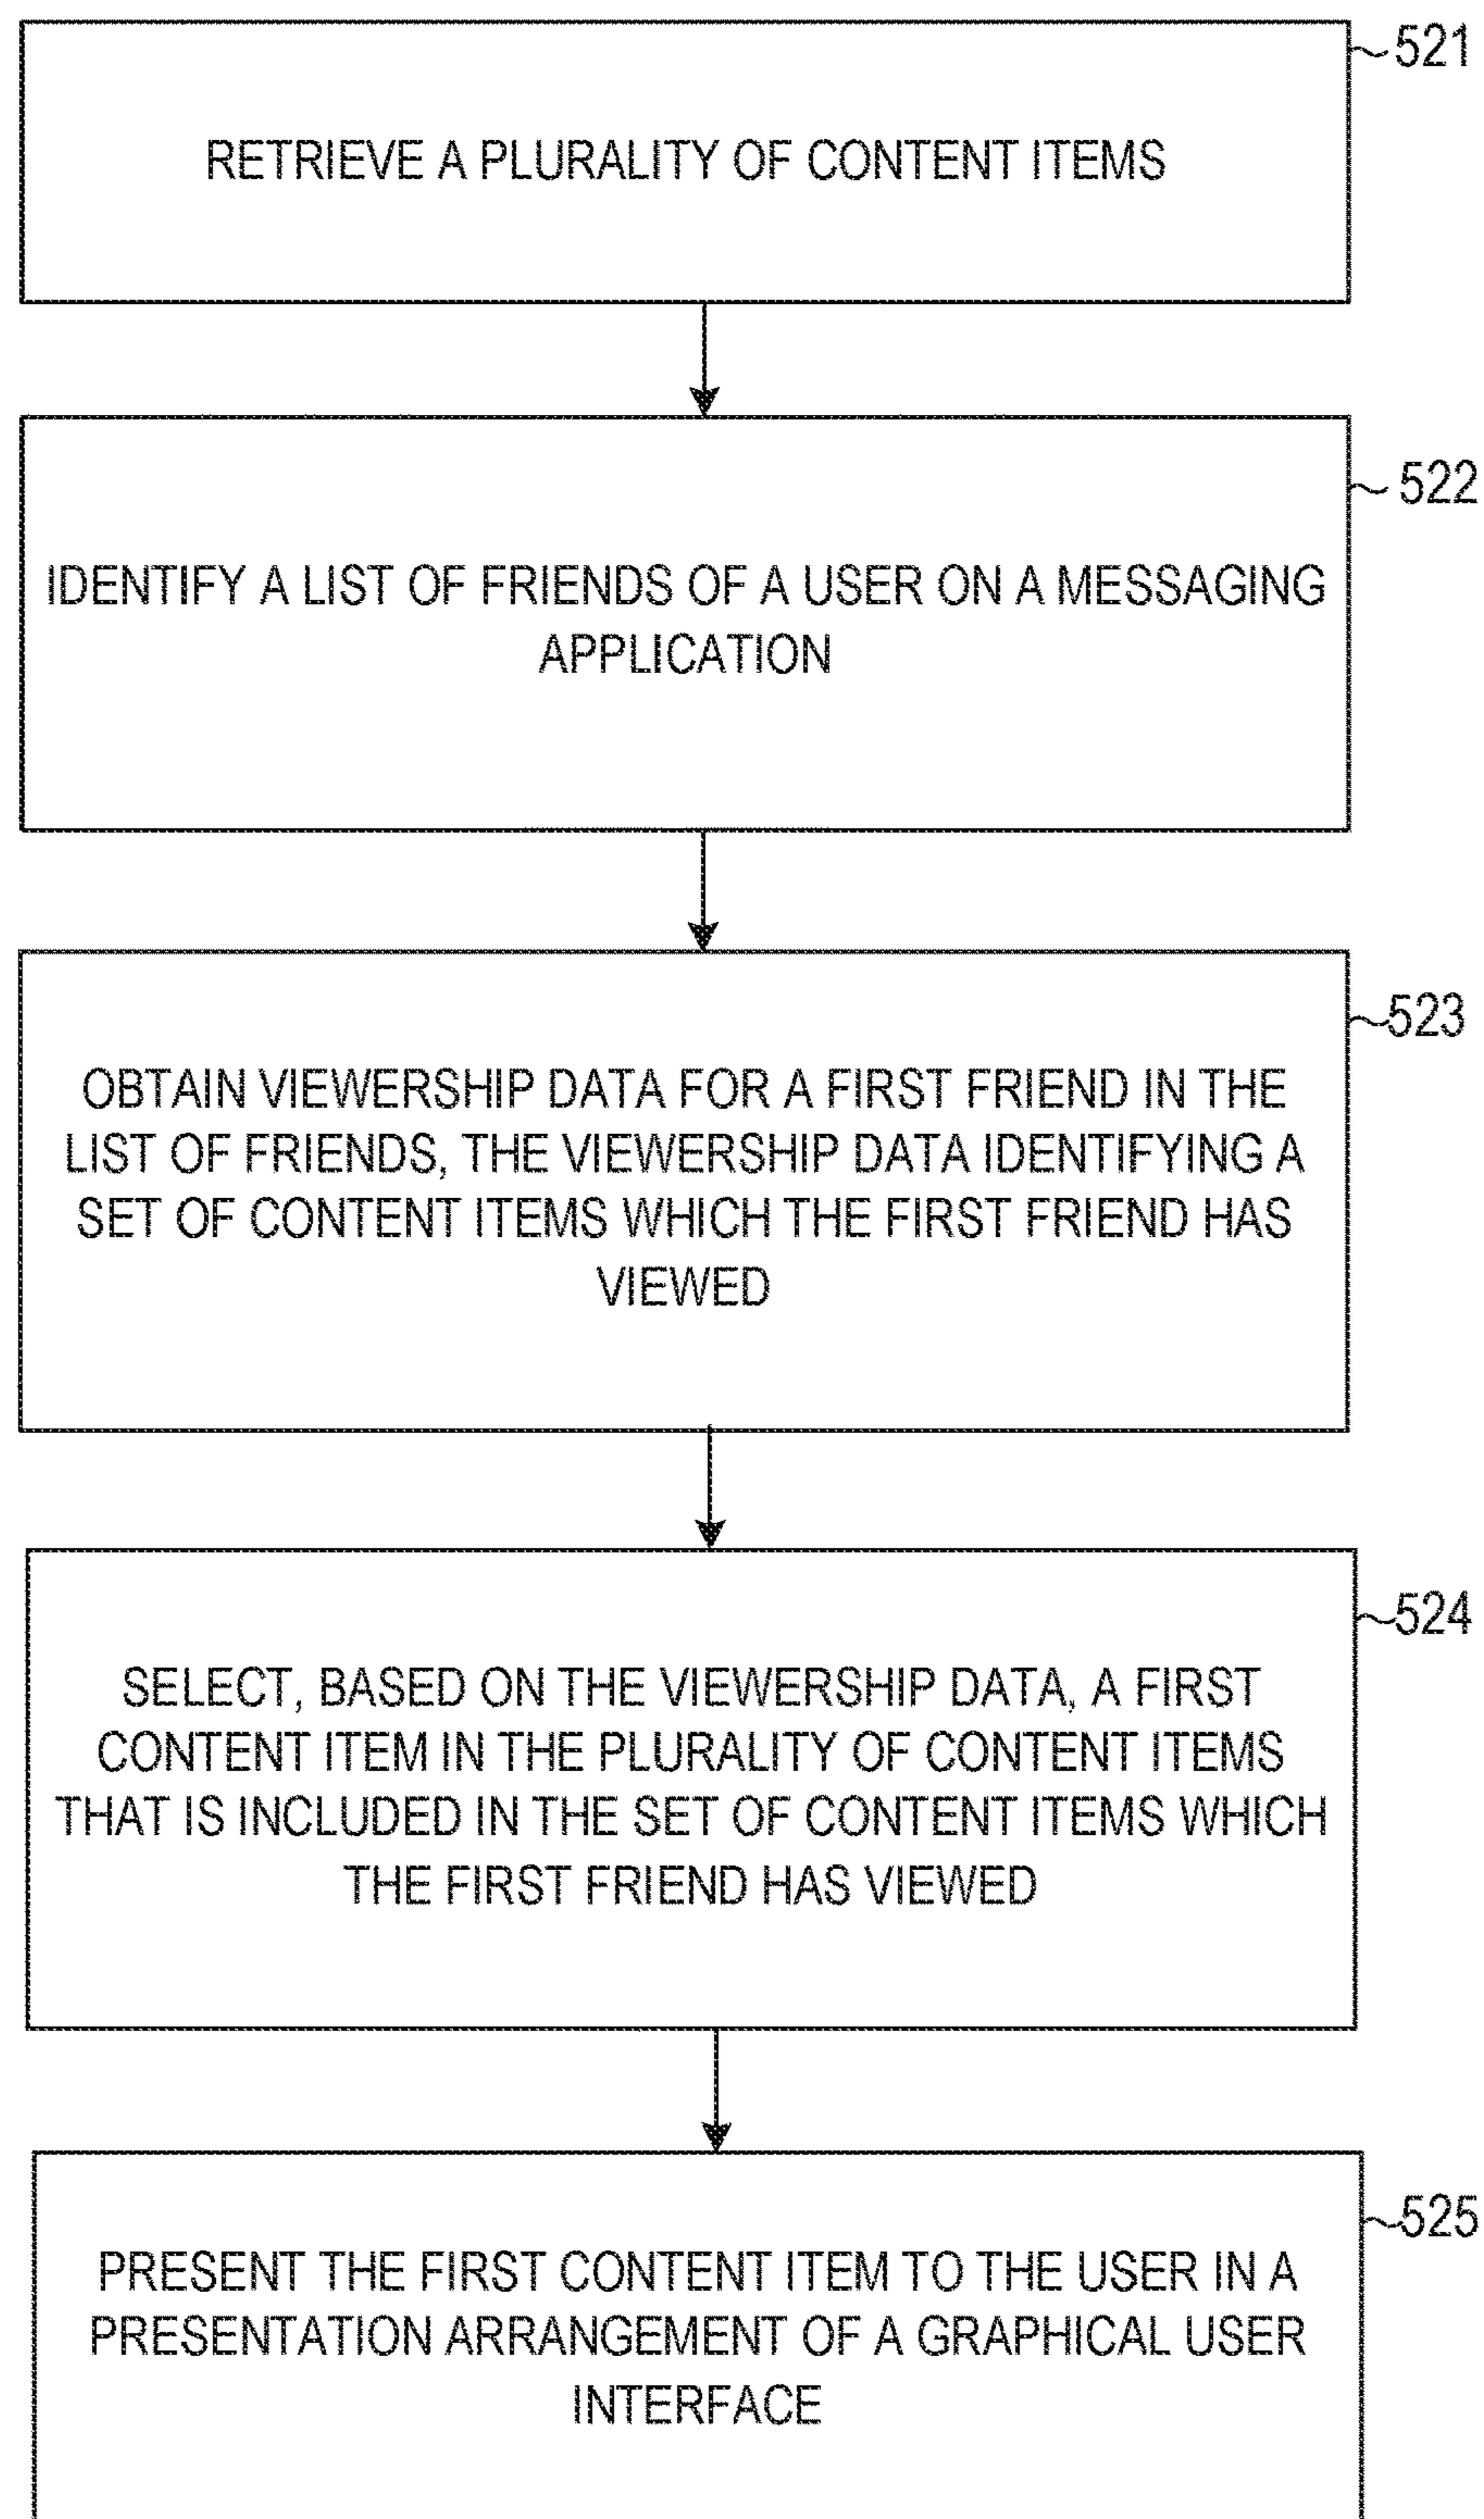 521
RETRIEVE A PLURALITY OF CONTENT ITEMS
522
IDENTIFY A LIST OF FRIENDS OF A USER ON A MESSAGING
APPLICATION
523
OBTAIN VIEWERSHIP DATA FOR A FIRST FRIEND IN THE
LIST OF FRIENDS, THE VIEWERSHIP DATA IDENTIFYING A
SET OF CONTENT ITEMS WHICH THE FIRST FRIEND HAS
VIEWED
524
SELECT, BASED ON THE VIEWERSHIP DATA, A FIRST
CONTENT ITEM IN THE PLURALITY OF CONTENT ITEMS
THAT IS INCLUDED IN THE SET OF CONTENT ITEMS WHICH
THE FIRST FRIEND HAS VIEWED
525
PRESENT THE FIRST CONTENT ITEM TO THE USER IN A
PRESENTATION ARRANGEMENT OF A GRAPHICAL USER
INTERFACE